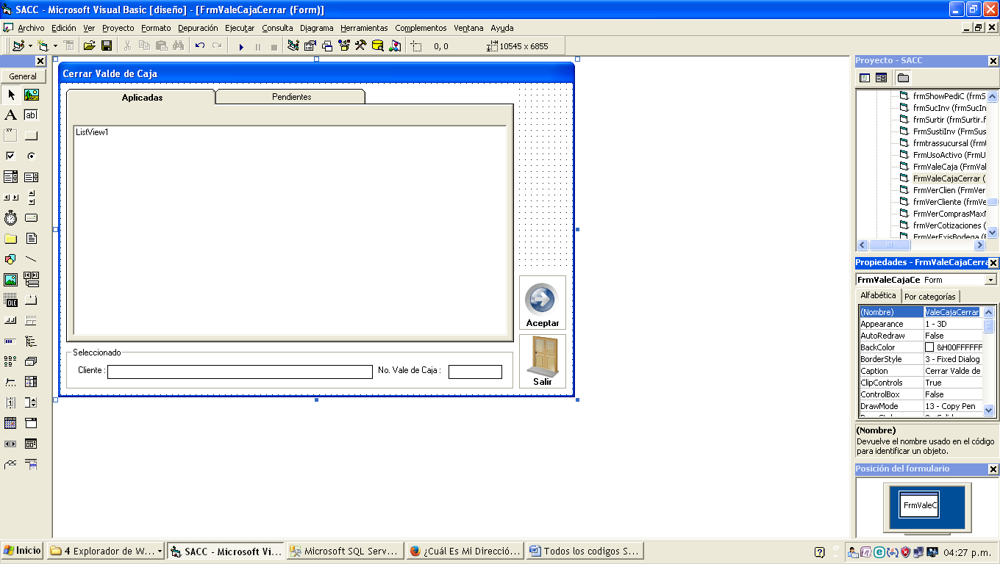 SACC - Microsoft Visual Basic [diseño] - [FrmValeCajaCerrar (Form)]
Archivo Edición Ver Proyecto Formato Depuración Ejecutar Consulta Diagrama Herramientas Complementos Ventana Ayuda
0, 0 10545 x 6855
General
A ab|
xy
OLE
Cerrar Valde de Caja
Aplicadas Pendientes
ListView1
Aceptar
Salir
Seleccionado
Cliente : No. Vale de Caja :
Proyecto - SACC
frmShowPediC (frmS
frmSucInv (frmSucIn
frmSurtir (frmSurtir.f
FrmSustiInv (FrmSus
frmtrassucursal (frmt
FrmUsoActivo (FrmU
FrmValeCaja (FrmVal
FrmValeCajaCerrar (
FrmVerClien (FrmVer
frmVerCliente (frmVe
FrmVerComprasMaxM
frmVerCotizaciones (
FrmVerExisBodega (F
Propiedades - FrmValeCajaCerra
FrmValeCajaCe Form
Alfabética Por categorías
(Nombre) ValeCajaCerrar
Appearance 1 - 3D
AutoRedraw False
BackColor &H00FFFFFF
BorderStyle 3 - Fixed Dialog
Caption Cerrar Valde de
ClipControls True
ControlBox False
DrawMode 13 - Copy Pen
(Nombre)
Devuelve el nombre usado en el código
para identificar un objeto.
Posición del formulario
FrmValeC
Inicio 4 Explorador de W... SACC - Microsoft Vi... Microsoft SQL Serv... ¿Cuál Es Mi Direcció... Todos los codigos S... 04:27 p.m.